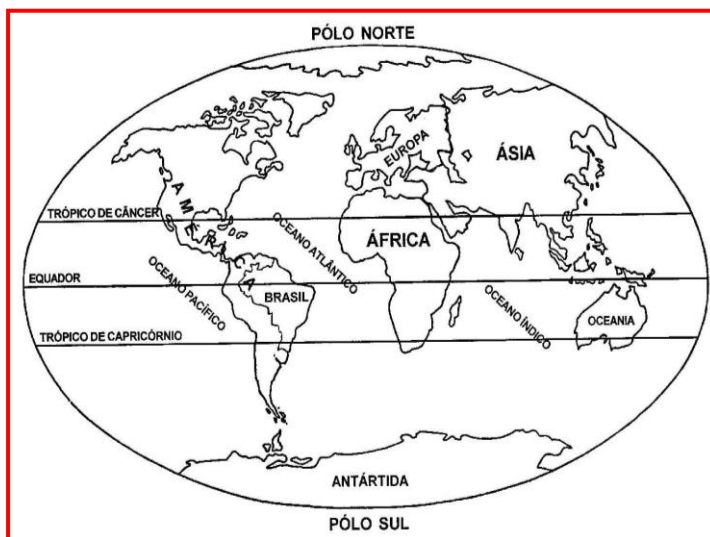 PÓLO NORTE
EUROPA
ÁSIA
AMÉRICA
TRÓPICO DE CÂNCER
OCEANO ATLÂNTICO
ÁFRICA
EQUADOR
OCEANO PACÍFICO
BRASIL
OCEANO ÍNDICO
OCEANIA
TRÓPICO DE CAPRICÓRNIO
ANTÁRTIDA
PÓLO SUL